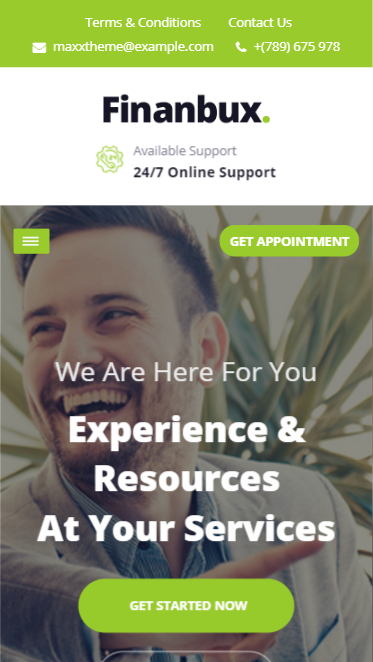 Terms & Conditions Contact Us
maxxtheme@example.com +(789) 675 978
Finanbux.
Available Support
24/7 Online Support
GET APPOINTMENT
We Are Here For You
Experience &
Resources
At Your Services
GET STARTED NOW